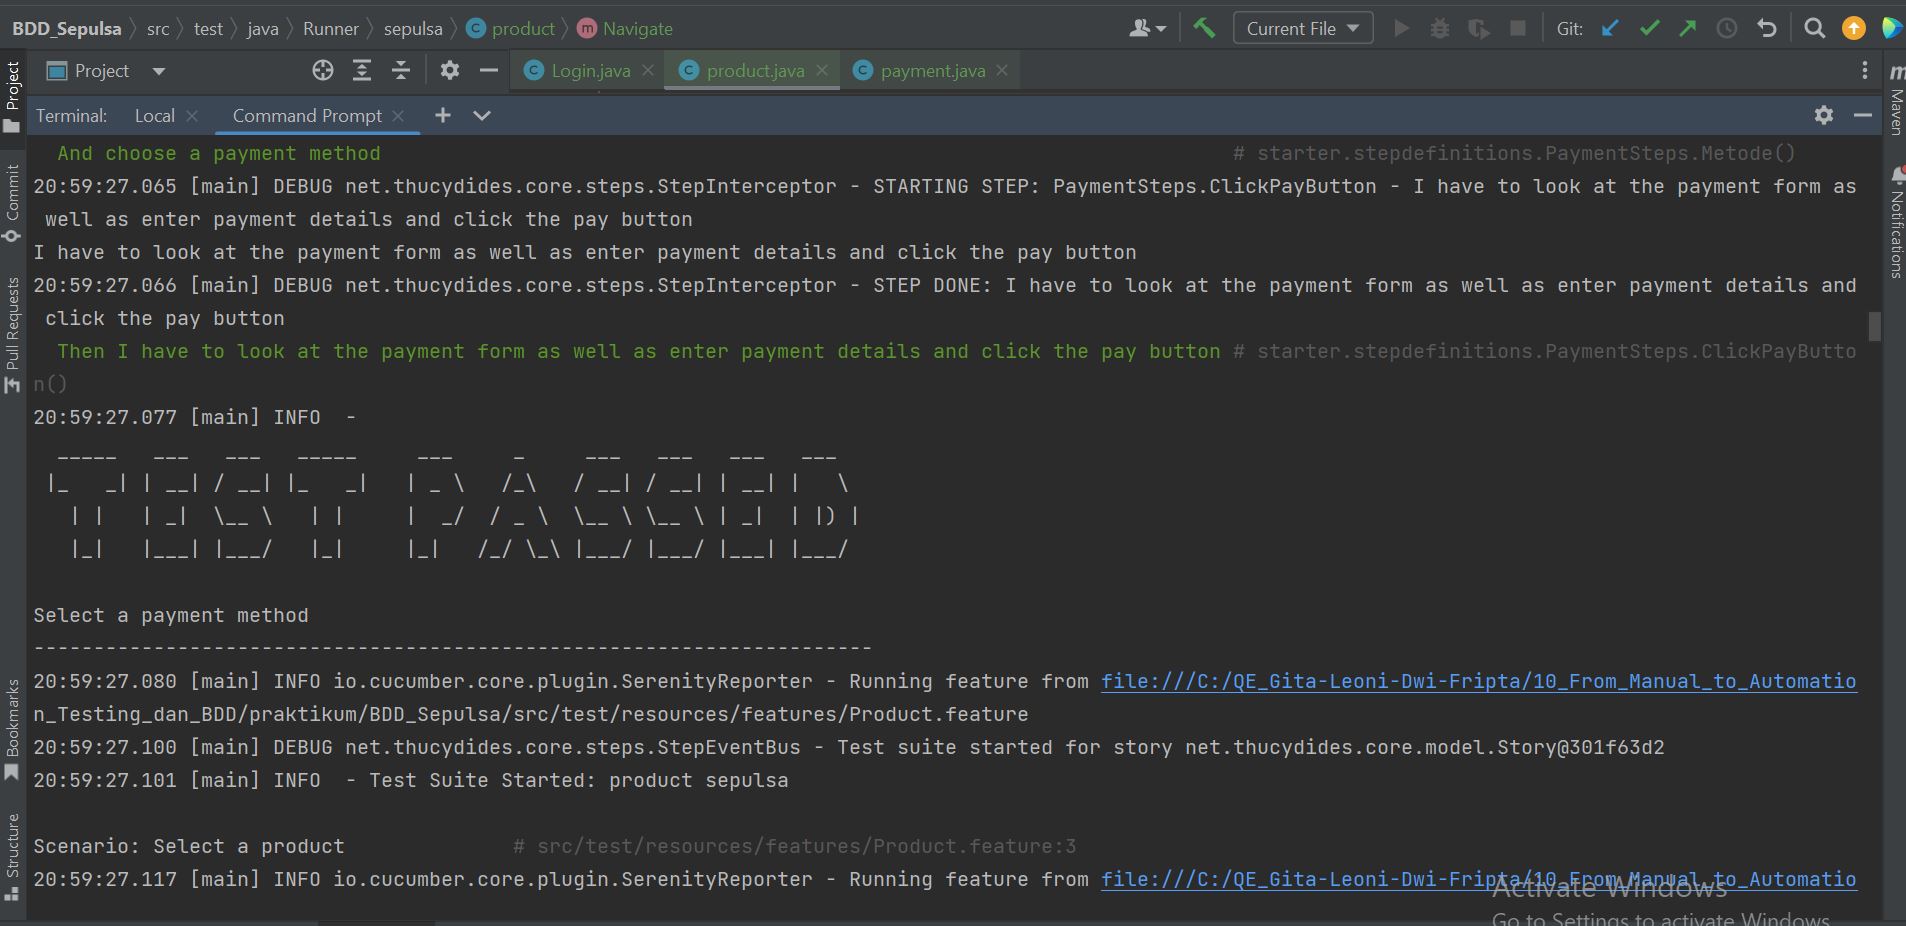 BDD_Sepulsa src test java Runner sepulsa product Navigate Current File Git:
Project Login.java product.java payment.java
Terminal: Local Command Prompt
And choose a payment method # starter.stepdefinitions.PaymentSteps.Metode()
20:59:27.065 [main] DEBUG net.thucydides.core.steps.StepInterceptor - STARTING STEP: PaymentSteps.ClickPayButton - I have to look at the payment form as
well as enter payment details and click the pay button
I have to look at the payment form as well as enter payment details and click the pay button
20:59:27.066 [main] DEBUG net.thucydides.core.steps.StepInterceptor - STEP DONE: I have to look at the payment form as well as enter payment details and
click the pay button
Then I have to look at the payment form as well as enter payment details and click the pay button # starter.stepdefinitions.PaymentSteps.ClickPayButto
n()
20:59:27.077 [main] INFO  -
TEST PASSED
Select a payment method
----------------------------------------------------------------------
20:59:27.080 [main] INFO io.cucumber.core.plugin.SerenityReporter - Running feature from file:///C:/QE_Gita-Leoni-Dwi-Fripta/10_From_Manual_to_Automatio
n_Testing_dan_BDD/praktikum/BDD_Sepulsa/src/test/resources/features/Product.feature
20:59:27.100 [main] DEBUG net.thucydides.core.steps.StepEventBus - Test suite started for story net.thucydides.core.model.Story@301f63d2
20:59:27.101 [main] INFO  - Test Suite Started: product sepulsa
Scenario: Select a product # src/test/resources/features/Product.feature:3
20:59:27.117 [main] INFO io.cucumber.core.plugin.SerenityReporter - Running feature from file:///C:/QE_Gita-Leoni-Dwi-Fripta/10_From_Manual_to_Automatio
Activate Windows
Go to Settings to activate Windows.
Project
Commit
Pull Requests
Bookmarks
Structure
m
Maven
Notifications